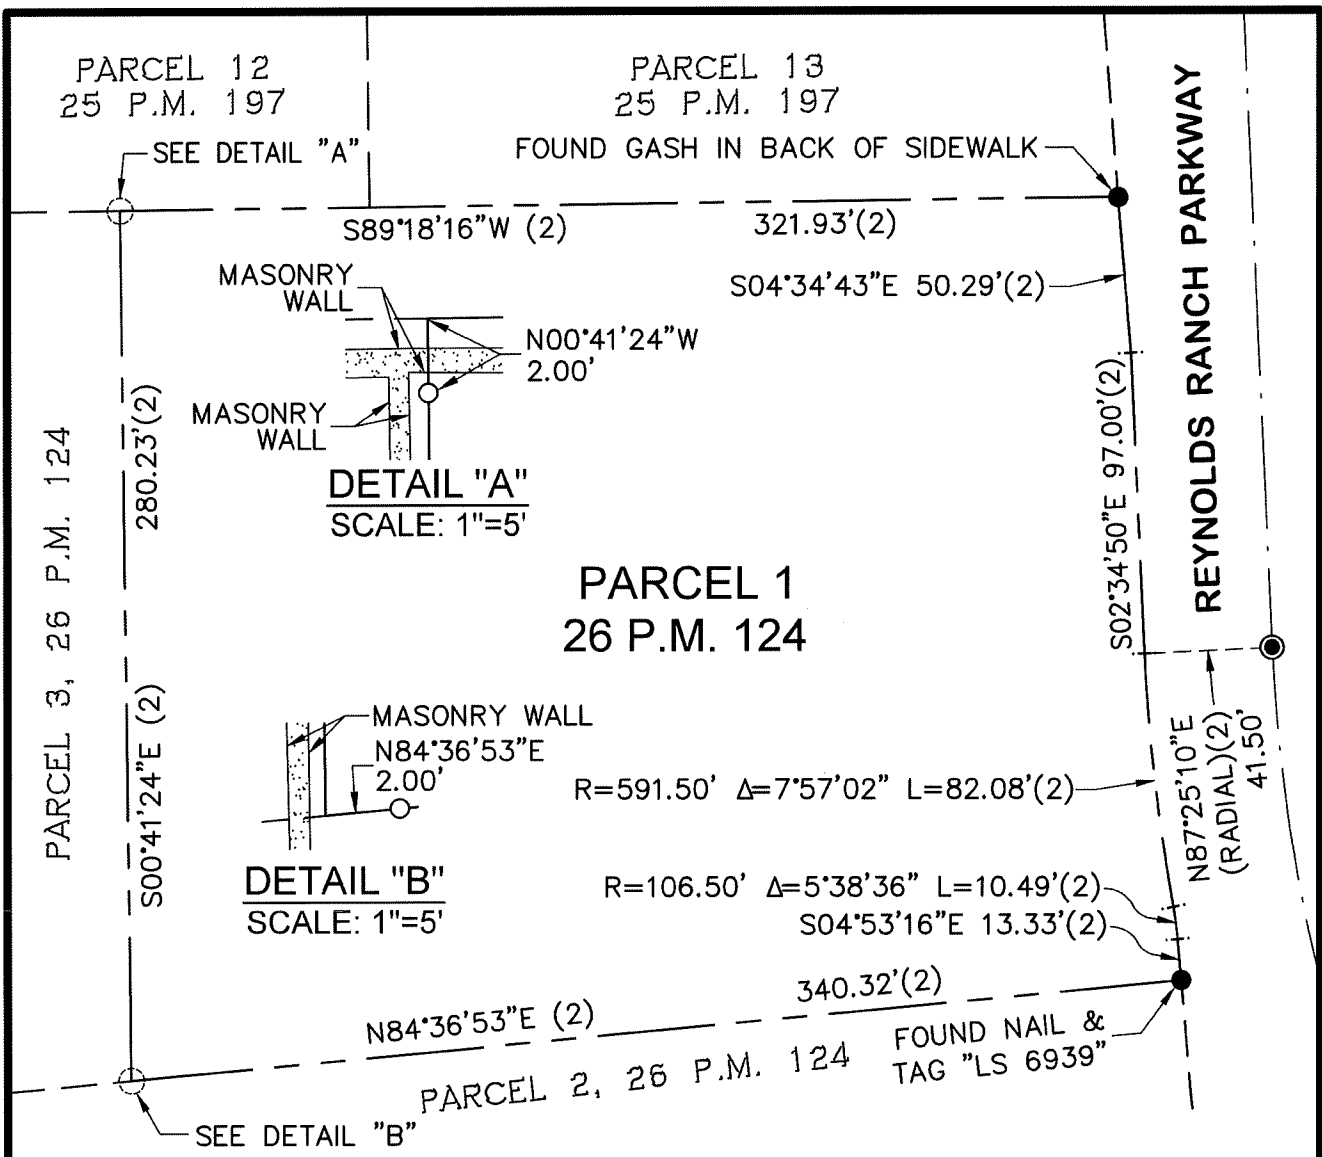 PARCEL 12
25 P.M. 197
PARCEL 13
25 P.M. 197
SEE DETAIL "A"
FOUND GASH IN BACK OF SIDEWALK
REYNOLDS RANCH PARKWAY
S89°18'16"W (2)
321.93'(2)
S04°34'43"E 50.29'(2)
MASONRY
WALL
N00°41'24"W
2.00'
MASONRY
WALL
DETAIL "A"
SCALE: 1"=5'
280.23'(2)
S00°41'24"E (2)
PARCEL 3, 26 P.M. 124
S02°34'50"E 97.00'(2)
PARCEL 1
26 P.M. 124
MASONRY WALL
N84°36'53"E
2.00'
DETAIL "B"
SCALE: 1"=5'
R=591.50' Δ=7°57'02" L=82.08'(2)
N87°25'10"E
(RADIAL)(2)
41.50'
R=106.50' Δ=5°38'36" L=10.49'(2)
S04°53'16"E 13.33'(2)
340.32'(2)
N84°36'53"E (2)
FOUND NAIL &
TAG "LS 6939"
PARCEL 2, 26 P.M. 124
SEE DETAIL "B"